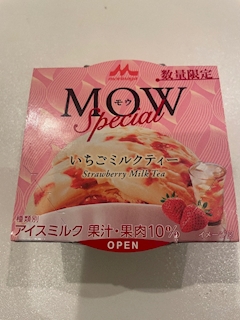 morinaga
数量限定
MOW
モウ
Special
いちごミルクティー
Strawberry Milk Tea
種類別
アイスミルク 果汁・果肉10%
OPEN